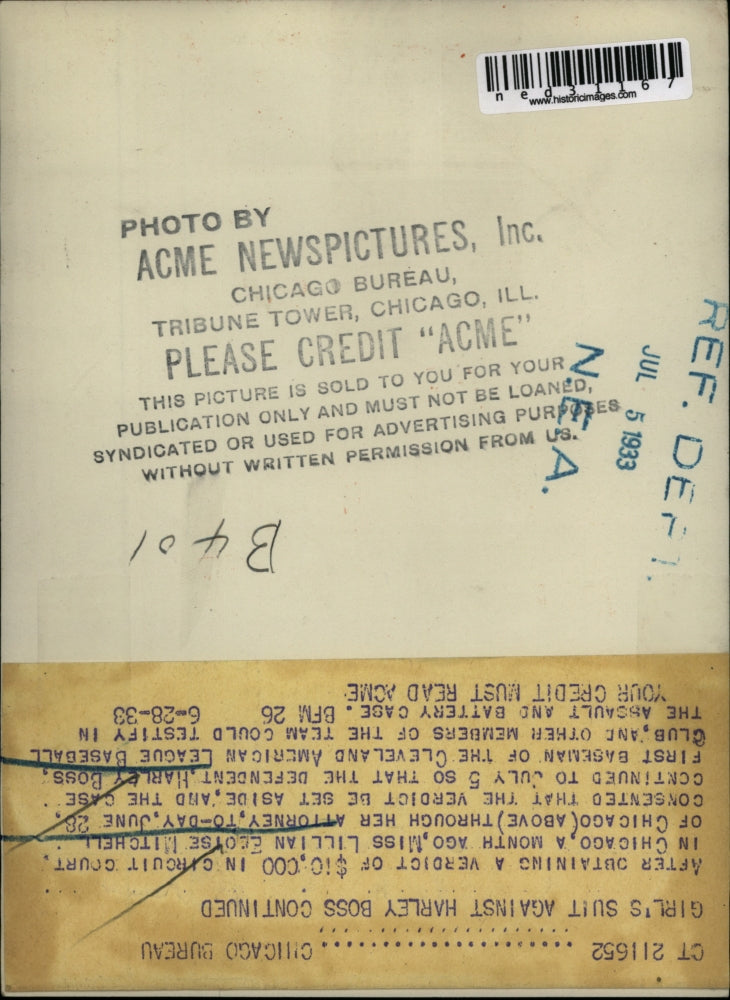 ned31167
www.historicimages.com
PHOTO BY
ACME NEWSPICTURES, Inc.
CHICAGO BUREAU,
TRIBUNE TOWER, CHICAGO, ILL.
PLEASE CREDIT "ACME"
THIS PICTURE IS SOLD TO YOU FOR YOUR
PUBLICATION ONLY AND MUST NOT BE LOANED,
SYNDICATED OR USED FOR ADVERTISING PURPOSES
WITHOUT WRITTEN PERMISSION FROM US.
REF. DEPT.
JUL 5 1933
N.E.A.
B401
CT 211652 .................... CHICAGO BUREAU
GIRL'S SUIT AGAINST HARLEY BOSS CONTINUED
AFTER OBTAINING A VERDICT OF $10,000 IN CIRCUIT COURT,
IN CHICAGO, A MONTH AGO, MISS LILLIAN MITCHELL
OF CHICAGO(ABOVE)THROUGH HER ATTORNEY,TO-DAY,JUNE 28,
CONSENTED THAT THE VERDICT BE SET ASIDE,AND THE CASE
CONTINUED TO JULY 5 SO THAT THE DEFENDENT,HARLEY BOSS,
FIRST BASEMAN OF THE CLEVELAND AMERICAN LEAGUE BASEBALL
CLUB,AND OTHER MEMBERS OF THE TEAM COULD TESTIFY IN
THE ASSAULT AND BATTERY CASE. BFM 26 6-28-33
YOUR CREDIT MUST READ ACME